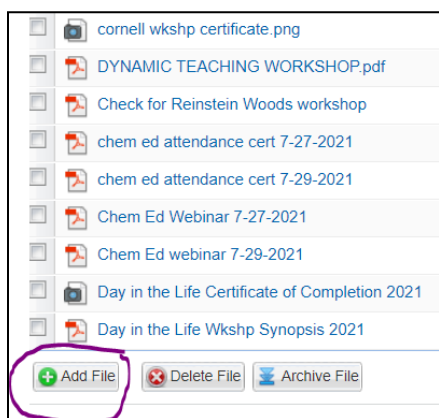 cornell wkshp certificate.png
DYNAMIC TEACHING WORKSHOP.pdf
Check for Reinstein Woods workshop
chem ed attendance cert 7-27-2021
chem ed attendance cert 7-29-2021
Chem Ed Webinar 7-27-2021
Chem Ed webinar 7-29-2021
Day in the Life Certificate of Completion 2021
Day in the Life Wkshp Synopsis 2021
Add File Delete File Archive File